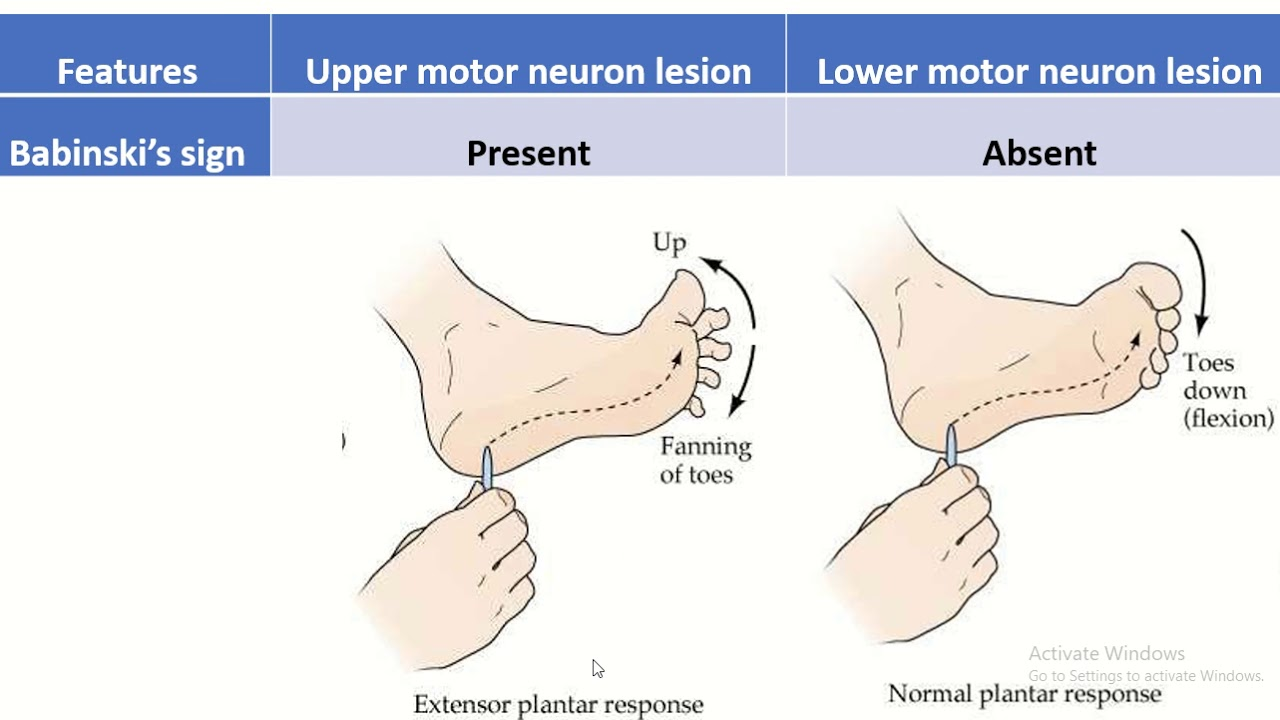 Features Upper motor neuron lesion Lower motor neuron lesion
Babinski’s sign Present Absent
Up
Fanning
of toes
Extensor plantar response
Toes
down
(flexion)
Normal plantar response
)
Activate Windows
Go to Settings to activate Windows.